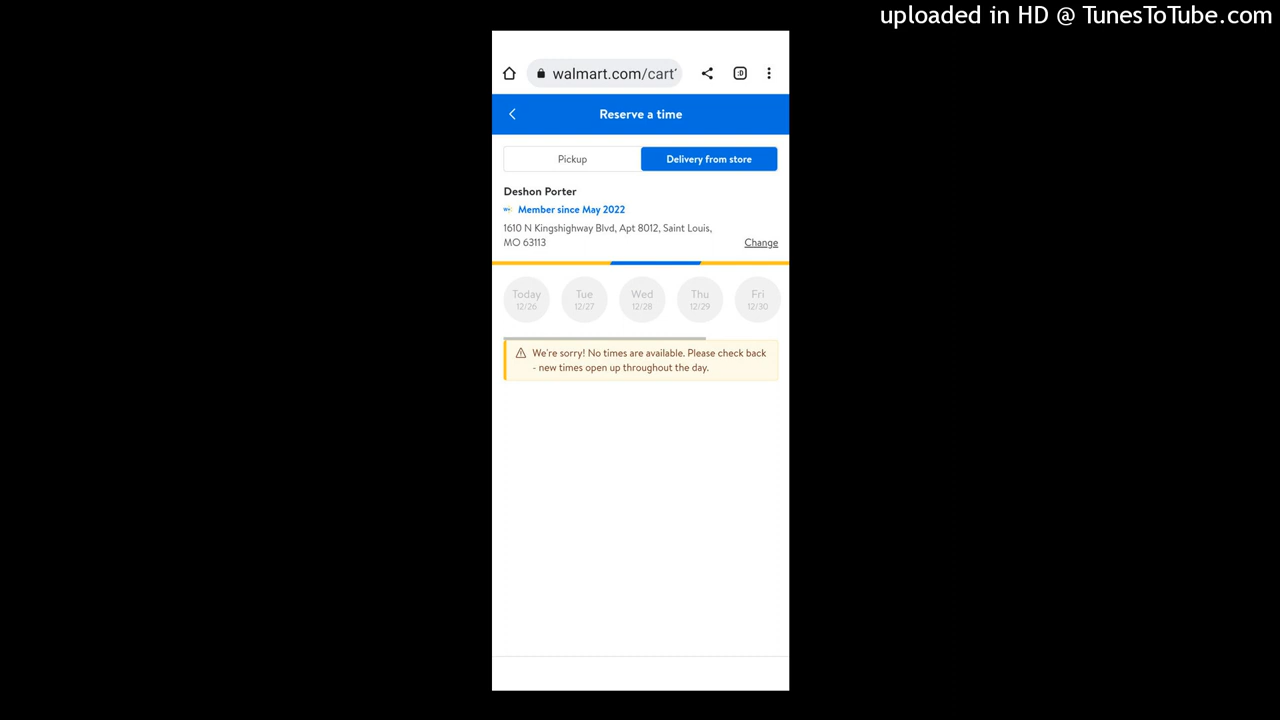 uploaded in HD @ TunesToTube.com
walmart.com/cart
Reserve a time
Pickup
Delivery from store
Deshon Porter
W+ Member since May 2022
1610 N Kingshighway Blvd, Apt 8012, Saint Louis,
MO 63113
Change
Today
12/26
Tue
12/27
Wed
12/28
Thu
12/29
Fri
12/30
We're sorry! No times are available. Please check back
- new times open up throughout the day.